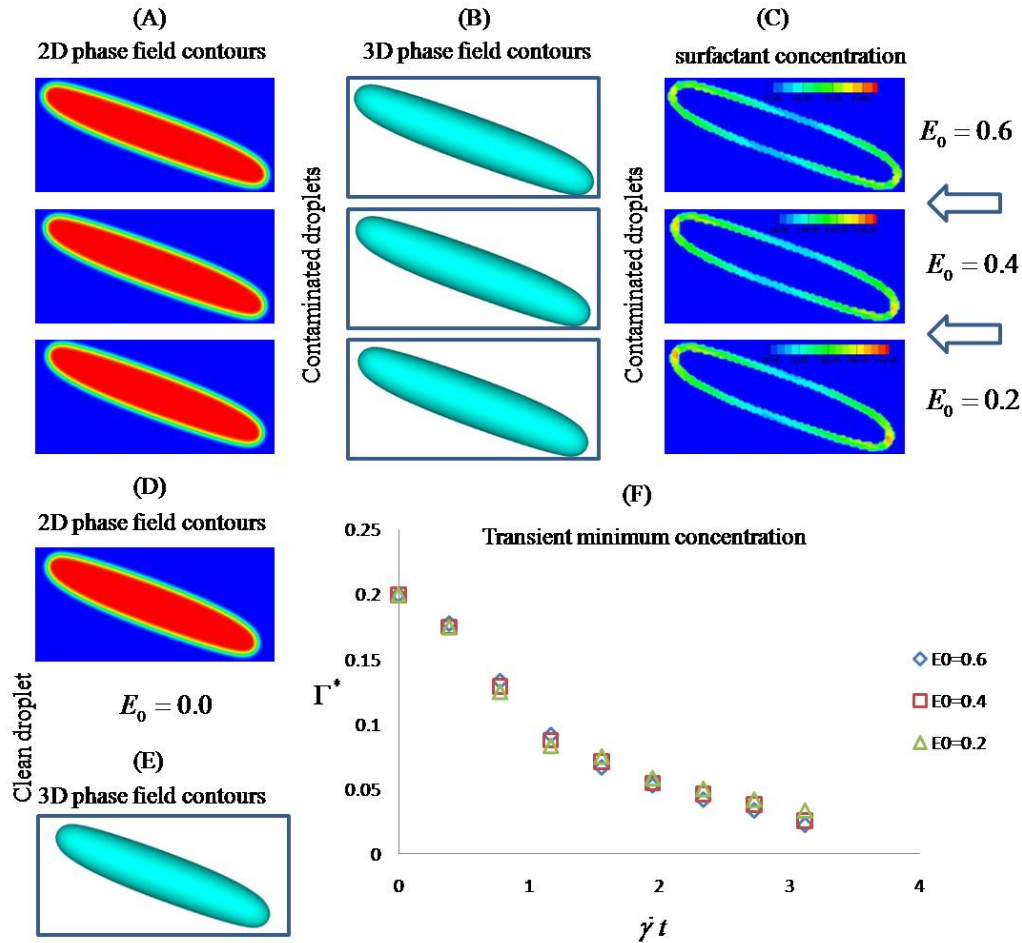 (A)
2D phase field contours
(B)
3D phase field contours
(C)
surfactant concentration
Contaminated droplets
Contaminated droplets
E₀ = 0.6
E₀ = 0.4
E₀ = 0.2
(D)
2D phase field contours
Clean droplet
E₀ = 0.0
(E)
3D phase field contours
(F)
Transient minimum concentration
0.25
0.2
0.15
0.1
0.05
0
Γ*
0
1
2
3
4
γ̇ t
E0=0.6
E0=0.4
E0=0.2